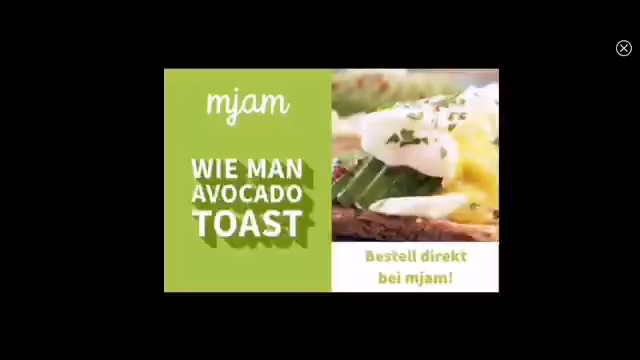 mjam
WIE MAN
AVOCADO
TOAST
Bestell direkt
bei mjam!